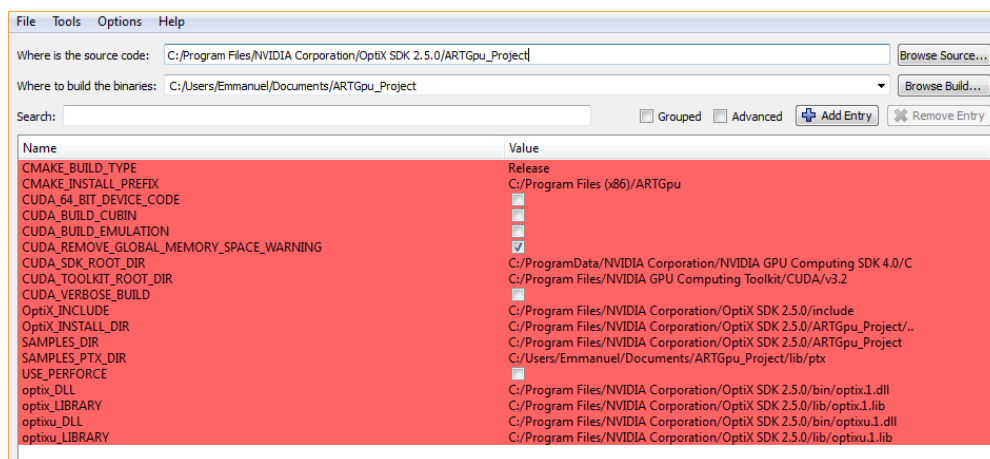 File Tools Options Help
Where is the source code: C:/Program Files/NVIDIA Corporation/OptiX SDK 2.5.0/ARTGpu_Project Browse Source...
Where to build the binaries: C:/Users/Emmanuel/Documents/ARTGpu_Project Browse Build...
Search: Grouped Advanced Add Entry Remove Entry
Name Value
CMAKE_BUILD_TYPE Release
CMAKE_INSTALL_PREFIX C:/Program Files (x86)/ARTGpu
CUDA_64_BIT_DEVICE_CODE
CUDA_BUILD_CUBIN
CUDA_BUILD_EMULATION
CUDA_REMOVE_GLOBAL_MEMORY_SPACE_WARNING
CUDA_SDK_ROOT_DIR C:/ProgramData/NVIDIA Corporation/NVIDIA GPU Computing SDK 4.0/C
CUDA_TOOLKIT_ROOT_DIR C:/Program Files/NVIDIA GPU Computing Toolkit/CUDA/v3.2
CUDA_VERBOSE_BUILD
OptiX_INCLUDE C:/Program Files/NVIDIA Corporation/OptiX SDK 2.5.0/include
OptiX_INSTALL_DIR C:/Program Files/NVIDIA Corporation/OptiX SDK 2.5.0/ARTGpu_Project/..
SAMPLES_DIR C:/Program Files/NVIDIA Corporation/OptiX SDK 2.5.0/ARTGpu_Project
SAMPLES_PTX_DIR C:/Users/Emmanuel/Documents/ARTGpu_Project/lib/ptx
USE_PERFORCE
optix_DLL C:/Program Files/NVIDIA Corporation/OptiX SDK 2.5.0/bin/optix.1.dll
optix_LIBRARY C:/Program Files/NVIDIA Corporation/OptiX SDK 2.5.0/lib/optix.1.lib
optixu_DLL C:/Program Files/NVIDIA Corporation/OptiX SDK 2.5.0/bin/optixu.1.dll
optixu_LIBRARY C:/Program Files/NVIDIA Corporation/OptiX SDK 2.5.0/lib/optixu.1.lib